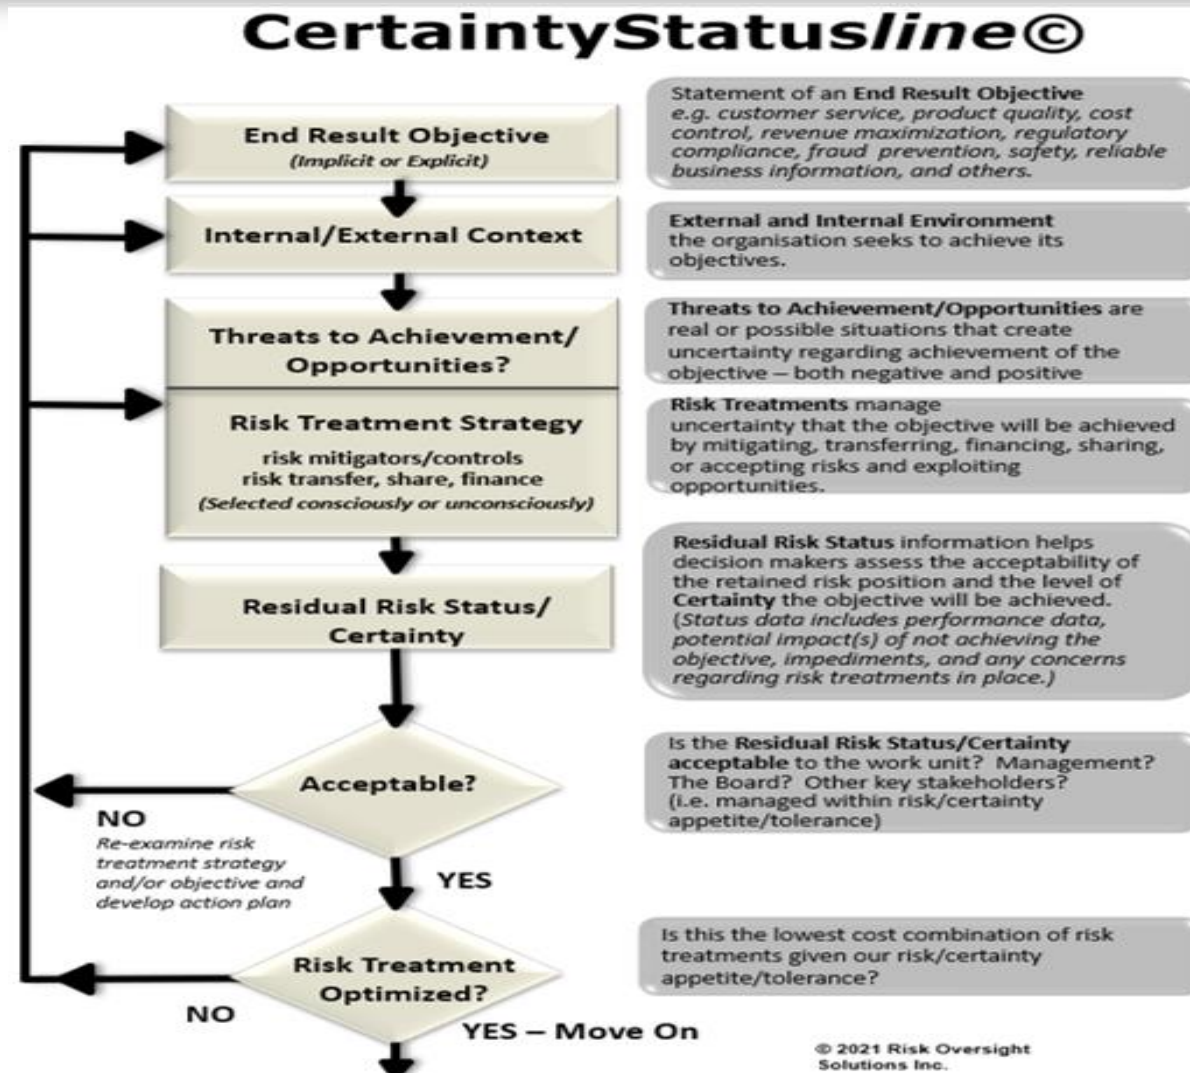 CertaintyStatusline©
End Result Objective
(Implicit or Explicit)
Statement of an End Result Objective
e.g. customer service, product quality, cost
control, revenue maximization, regulatory
compliance, fraud prevention, safety, reliable
business information, and others.
Internal/External Context
External and Internal Environment
the organisation seeks to achieve its
objectives.
Threats to Achievement/
Opportunities?
Threats to Achievement/Opportunities are
real or possible situations that create
uncertainty regarding achievement of the
objective – both negative and positive
Risk Treatment Strategy
risk mitigators/controls
risk transfer, share, finance
(Selected consciously or unconsciously)
Risk Treatments manage
uncertainty that the objective will be achieved
by mitigating, transferring, financing, sharing,
or accepting risks and exploiting
opportunities.
Residual Risk Status/
Certainty
Residual Risk Status information helps
decision makers assess the acceptability of
the retained risk position and the level of
Certainty the objective will be achieved.
(Status data includes performance data,
potential impact(s) of not achieving the
objective, impediments, and any concerns
regarding risk treatments in place.)
Acceptable?
Is the Residual Risk Status/Certainty
acceptable to the work unit? Management?
The Board? Other key stakeholders?
(i.e. managed within risk/certainty
appetite/tolerance)
NO
Re-examine risk
treatment strategy
and/or objective and
develop action plan
YES
Risk Treatment
Optimized?
Is this the lowest cost combination of risk
treatments given our risk/certainty
appetite/tolerance?
NO
YES – Move On
© 2021 Risk Oversight
Solutions Inc.